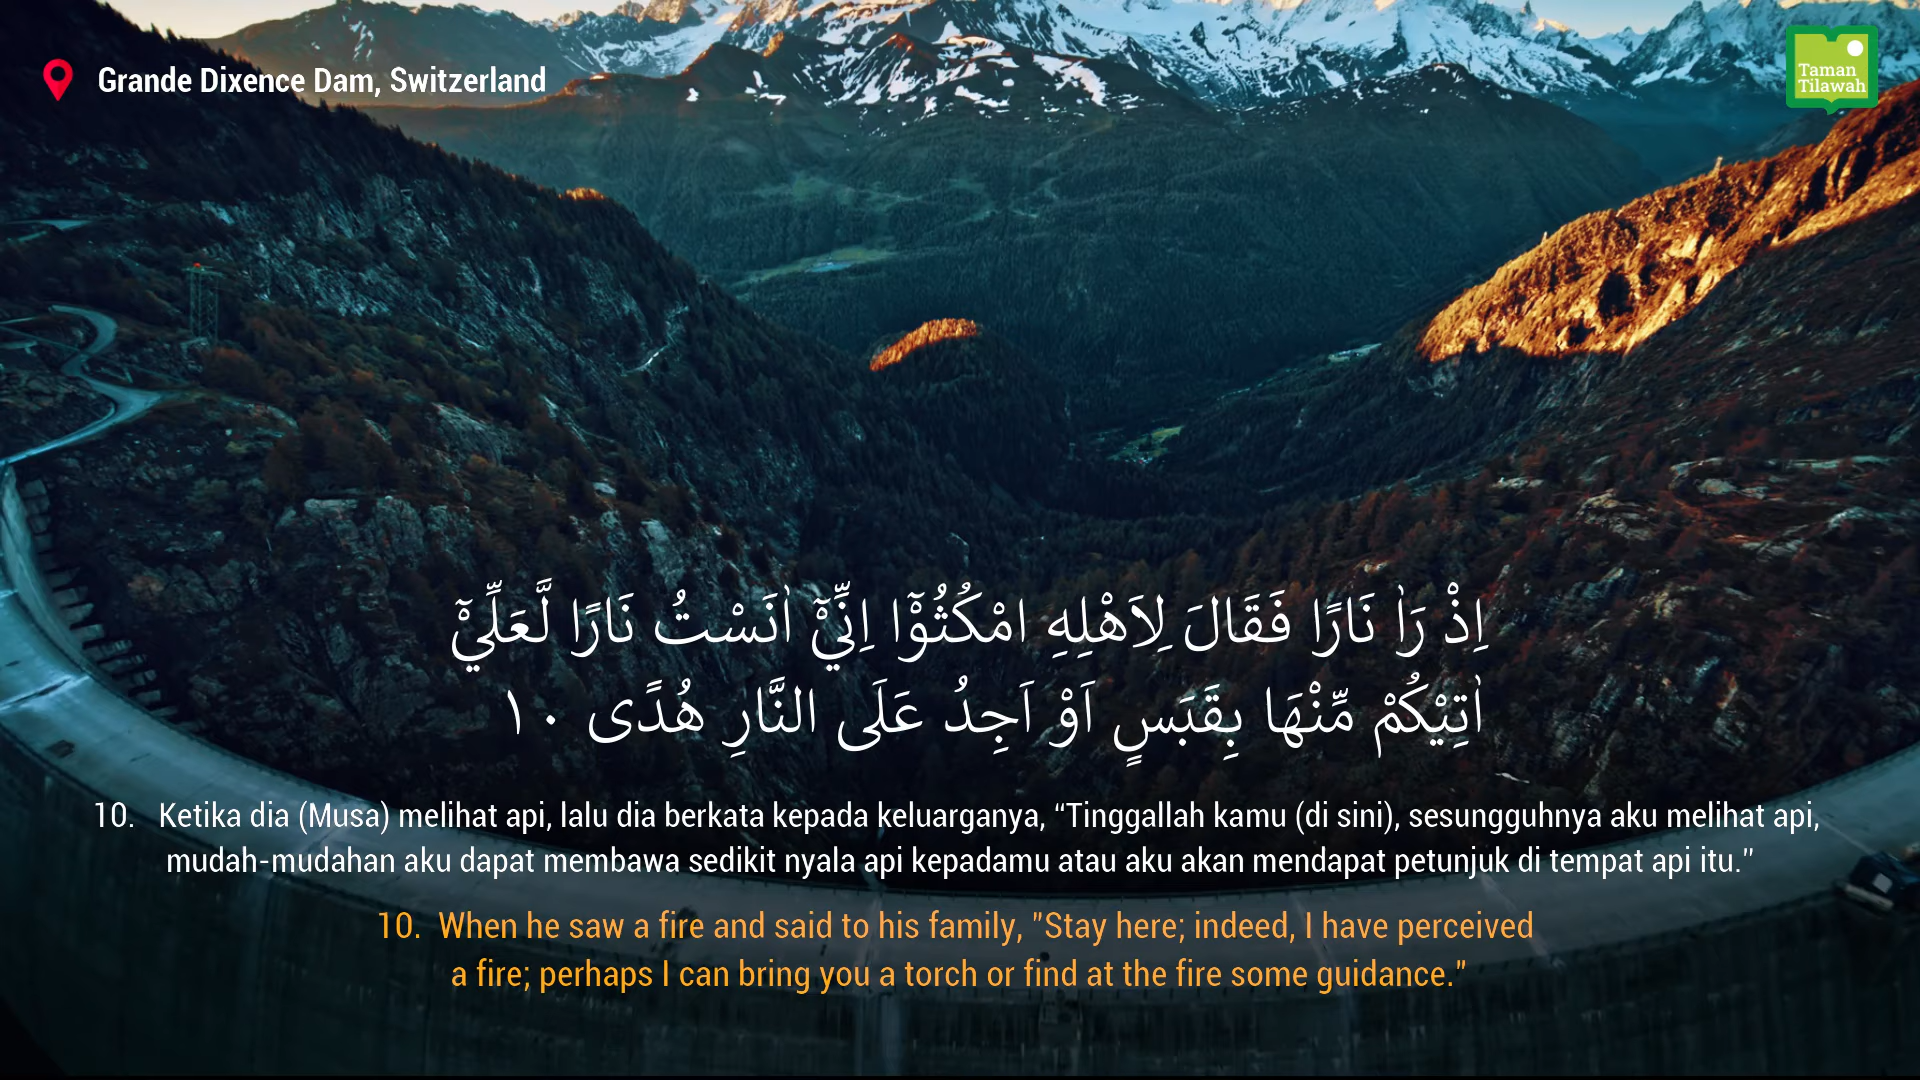 Grande Dixence Dam, Switzerland
Taman
Tilawah
اِذْ رَاٰ نَارًا فَقَالَ لِاَهْلِهِ امْكُثُوْٓا اِنِّيْٓ اٰنَسْتُ نَارًا لَّعَلِّيْٓ
اٰتِيْكُمْ مِّنْهَا بِقَبَسٍ اَوْ اَجِدُ عَلَى النَّارِ هُدًى ١٠
10. Ketika dia (Musa) melihat api, lalu dia berkata kepada keluarganya, “Tinggallah kamu (di sini), sesungguhnya aku melihat api,
mudah-mudahan aku dapat membawa sedikit nyala api kepadamu atau aku akan mendapat petunjuk di tempat api itu.”
10. When he saw a fire and said to his family, "Stay here; indeed, I have perceived
a fire; perhaps I can bring you a torch or find at the fire some guidance."